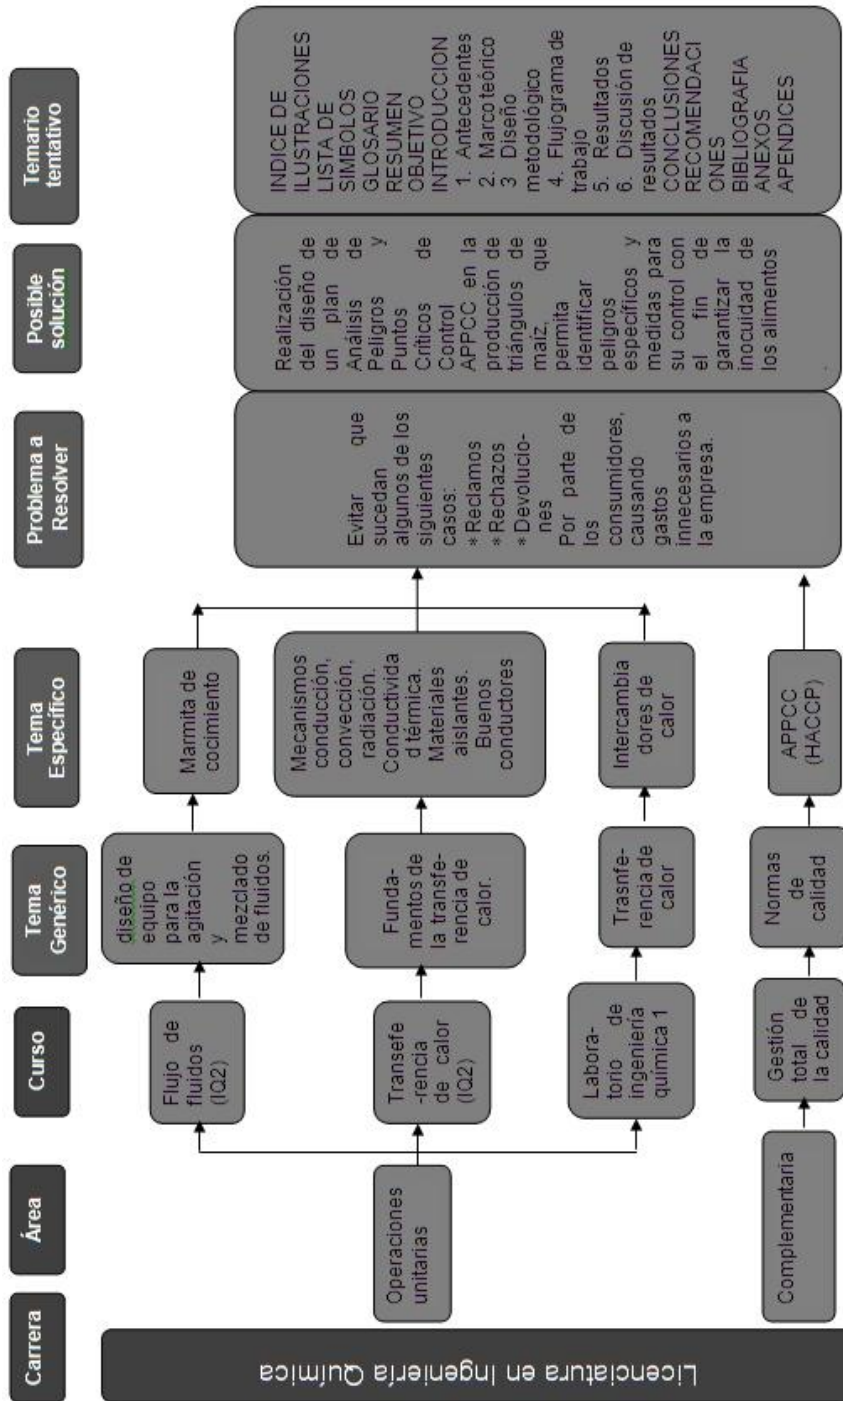 Carrera
Área
Curso
Tema
Genérico
Tema
Específico
Problema a
Resolver
Posible
solución
Temario
tentativo
Licenciatura en Ingeniería Química
Operaciones
unitarias
Complementaria
Flujo de
fluidos
(IQ2)
Transefe
-rencia
de calor
(IQ2)
Labora-
torio de
ingeniería
química 1
Gestión
total de
la calidad
diseño de
equipo
para la
agitación
y
mezclado
de fluidos.
Funda-
mentos de
la transfe-
rencia de
calor.
Trasnfe-
rencia de
calor
Normas
de
calidad
Marmita de
cocimiento
Mecanismos
conducción,
convección,
radiación.
Conductivida
d térmica.
Materiales
aislantes.
Buenos
conductores
Intercambia
dores de
calor
APPCC
(HACCP)
Evitar que
sucedan
algunos de los
siguientes
casos:
* Reclamos
* Rechazos
* Devolucio-
nes
Por parte de
los
consumidores,
causando
gastos
innecesarios a
la empresa.
Realización
del diseño de
un plan de
Análisis de
Peligros y
Puntos
Críticos de
Control
APPCC en la
producción de
triángulos de
maíz, que
permita
identificar
peligros
específicos y
medidas para
su control con
el fin de
garantizar la
inocuidad de
los alimentos
.
INDICE DE
ILUSTRACIONES
LISTA DE
SIMBOLOS
GLOSARIO
RESUMEN
OBJETIVO
INTRODUCCION
1. Antecedentes
2. Marco teórico
3 Diseño
metodológico
4. Flujograma de
trabajo
5. Resultados
6. Discusión de
resultados
CONCLUSIONES
RECOMENDACI
ONES
BIBLIOGRAFIA
ANEXOS
APENDICES